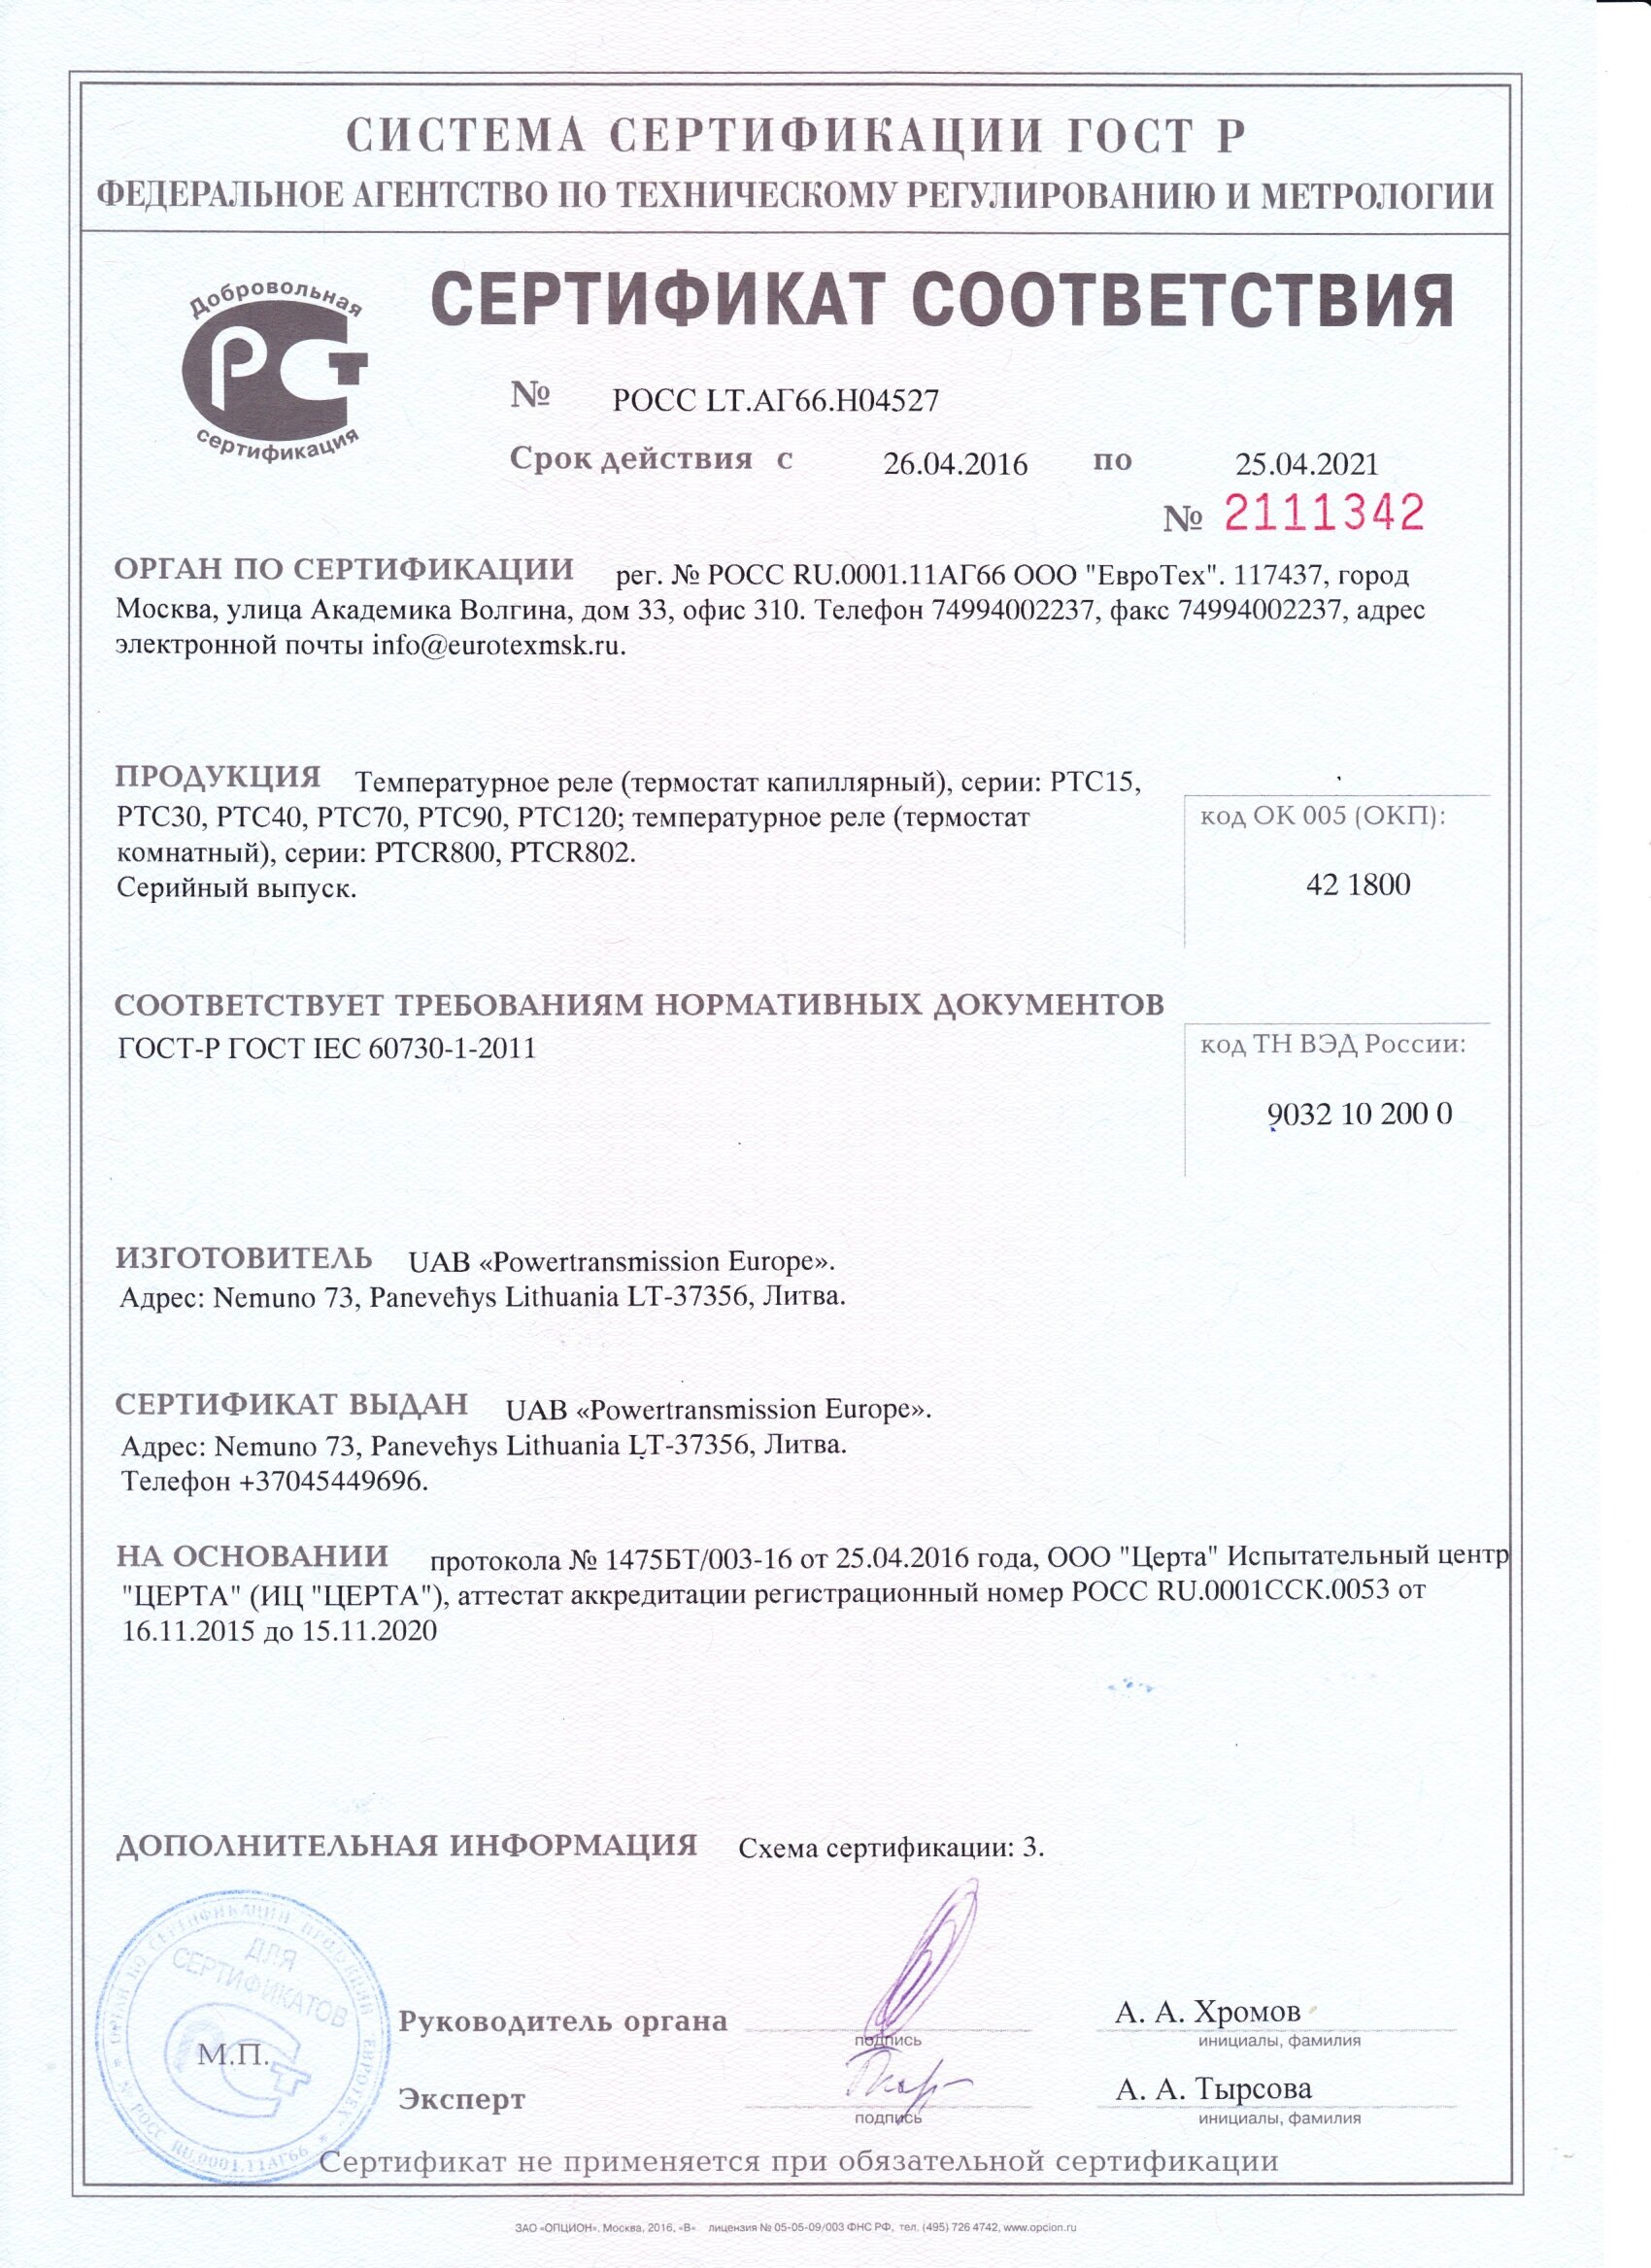 СИСТЕМА СЕРТИФИКАЦИИ ГОСТ Р
ФЕДЕРАЛЬНОЕ АГЕНТСТВО ПО ТЕХНИЧЕСКОМУ РЕГУЛИРОВАНИЮ И МЕТРОЛОГИИ
Добровольная
РСТ
сертификация
СЕРТИФИКАТ СООТВЕТСТВИЯ
№ РОСС LT.АГ66.Н04527
Срок действия с 26.04.2016 по 25.04.2021
№ 2111342
ОРГАН ПО СЕРТИФИКАЦИИ рег. № РОСС RU.0001.11АГ66 ООО "ЕвроТех". 117437, город
Москва, улица Академика Волгина, дом 33, офис 310. Телефон 74994002237, факс 74994002237, адрес
электронной почты info@eurotexmsk.ru.
ПРОДУКЦИЯ Температурное реле (термостат капиллярный), серии: PTC15,
PTC30, PTC40, PTC70, PTC90, PTC120; температурное реле (термостат
комнатный), серии: PTCR800, PTCR802.
Серийный выпуск.
код ОК 005 (ОКП):
42 1800
СООТВЕТСТВУЕТ ТРЕБОВАНИЯМ НОРМАТИВНЫХ ДОКУМЕНТОВ
ГОСТ-Р ГОСТ IEC 60730-1-2011
код ТН ВЭД России:
9032 10 200 0
ИЗГОТОВИТЕЛЬ UAB «Powertransmission Europe».
Адрес: Nemuno 73, Paneveћys Lithuania LT-37356, Литва.
СЕРТИФИКАТ ВЫДАН UAB «Powertransmission Europe».
Адрес: Nemuno 73, Paneveћys Lithuania LT-37356, Литва.
Телефон +37045449696.
НА ОСНОВАНИИ протокола № 1475БТ/003-16 от 25.04.2016 года, ООО "Церта" Испытательный центр
"ЦЕРТА" (ИЦ "ЦЕРТА"), аттестат аккредитации регистрационный номер РОСС RU.0001ССК.0053 от
16.11.2015 до 15.11.2020
ДОПОЛНИТЕЛЬНАЯ ИНФОРМАЦИЯ Схема сертификации: 3.
ОРГАН ПО СЕРТИФИКАЦИИ ПРОДУКЦИИ ЕВРОТЕХ * № РОСС RU.0001.11АГ66 *
ДЛЯ
СЕРТИФИКАТОВ
М.П.
Руководитель органа
подпись
А. А. Хромов
инициалы, фамилия
Эксперт
подпись
А. А. Тырсова
инициалы, фамилия
Сертификат не применяется при обязательной сертификации
ЗАО «ОПЦИОН», Москва, 2016, «В». лицензия № 05-05-09/003 ФНС РФ, тел. (495) 726 4742, www.opcion.ru